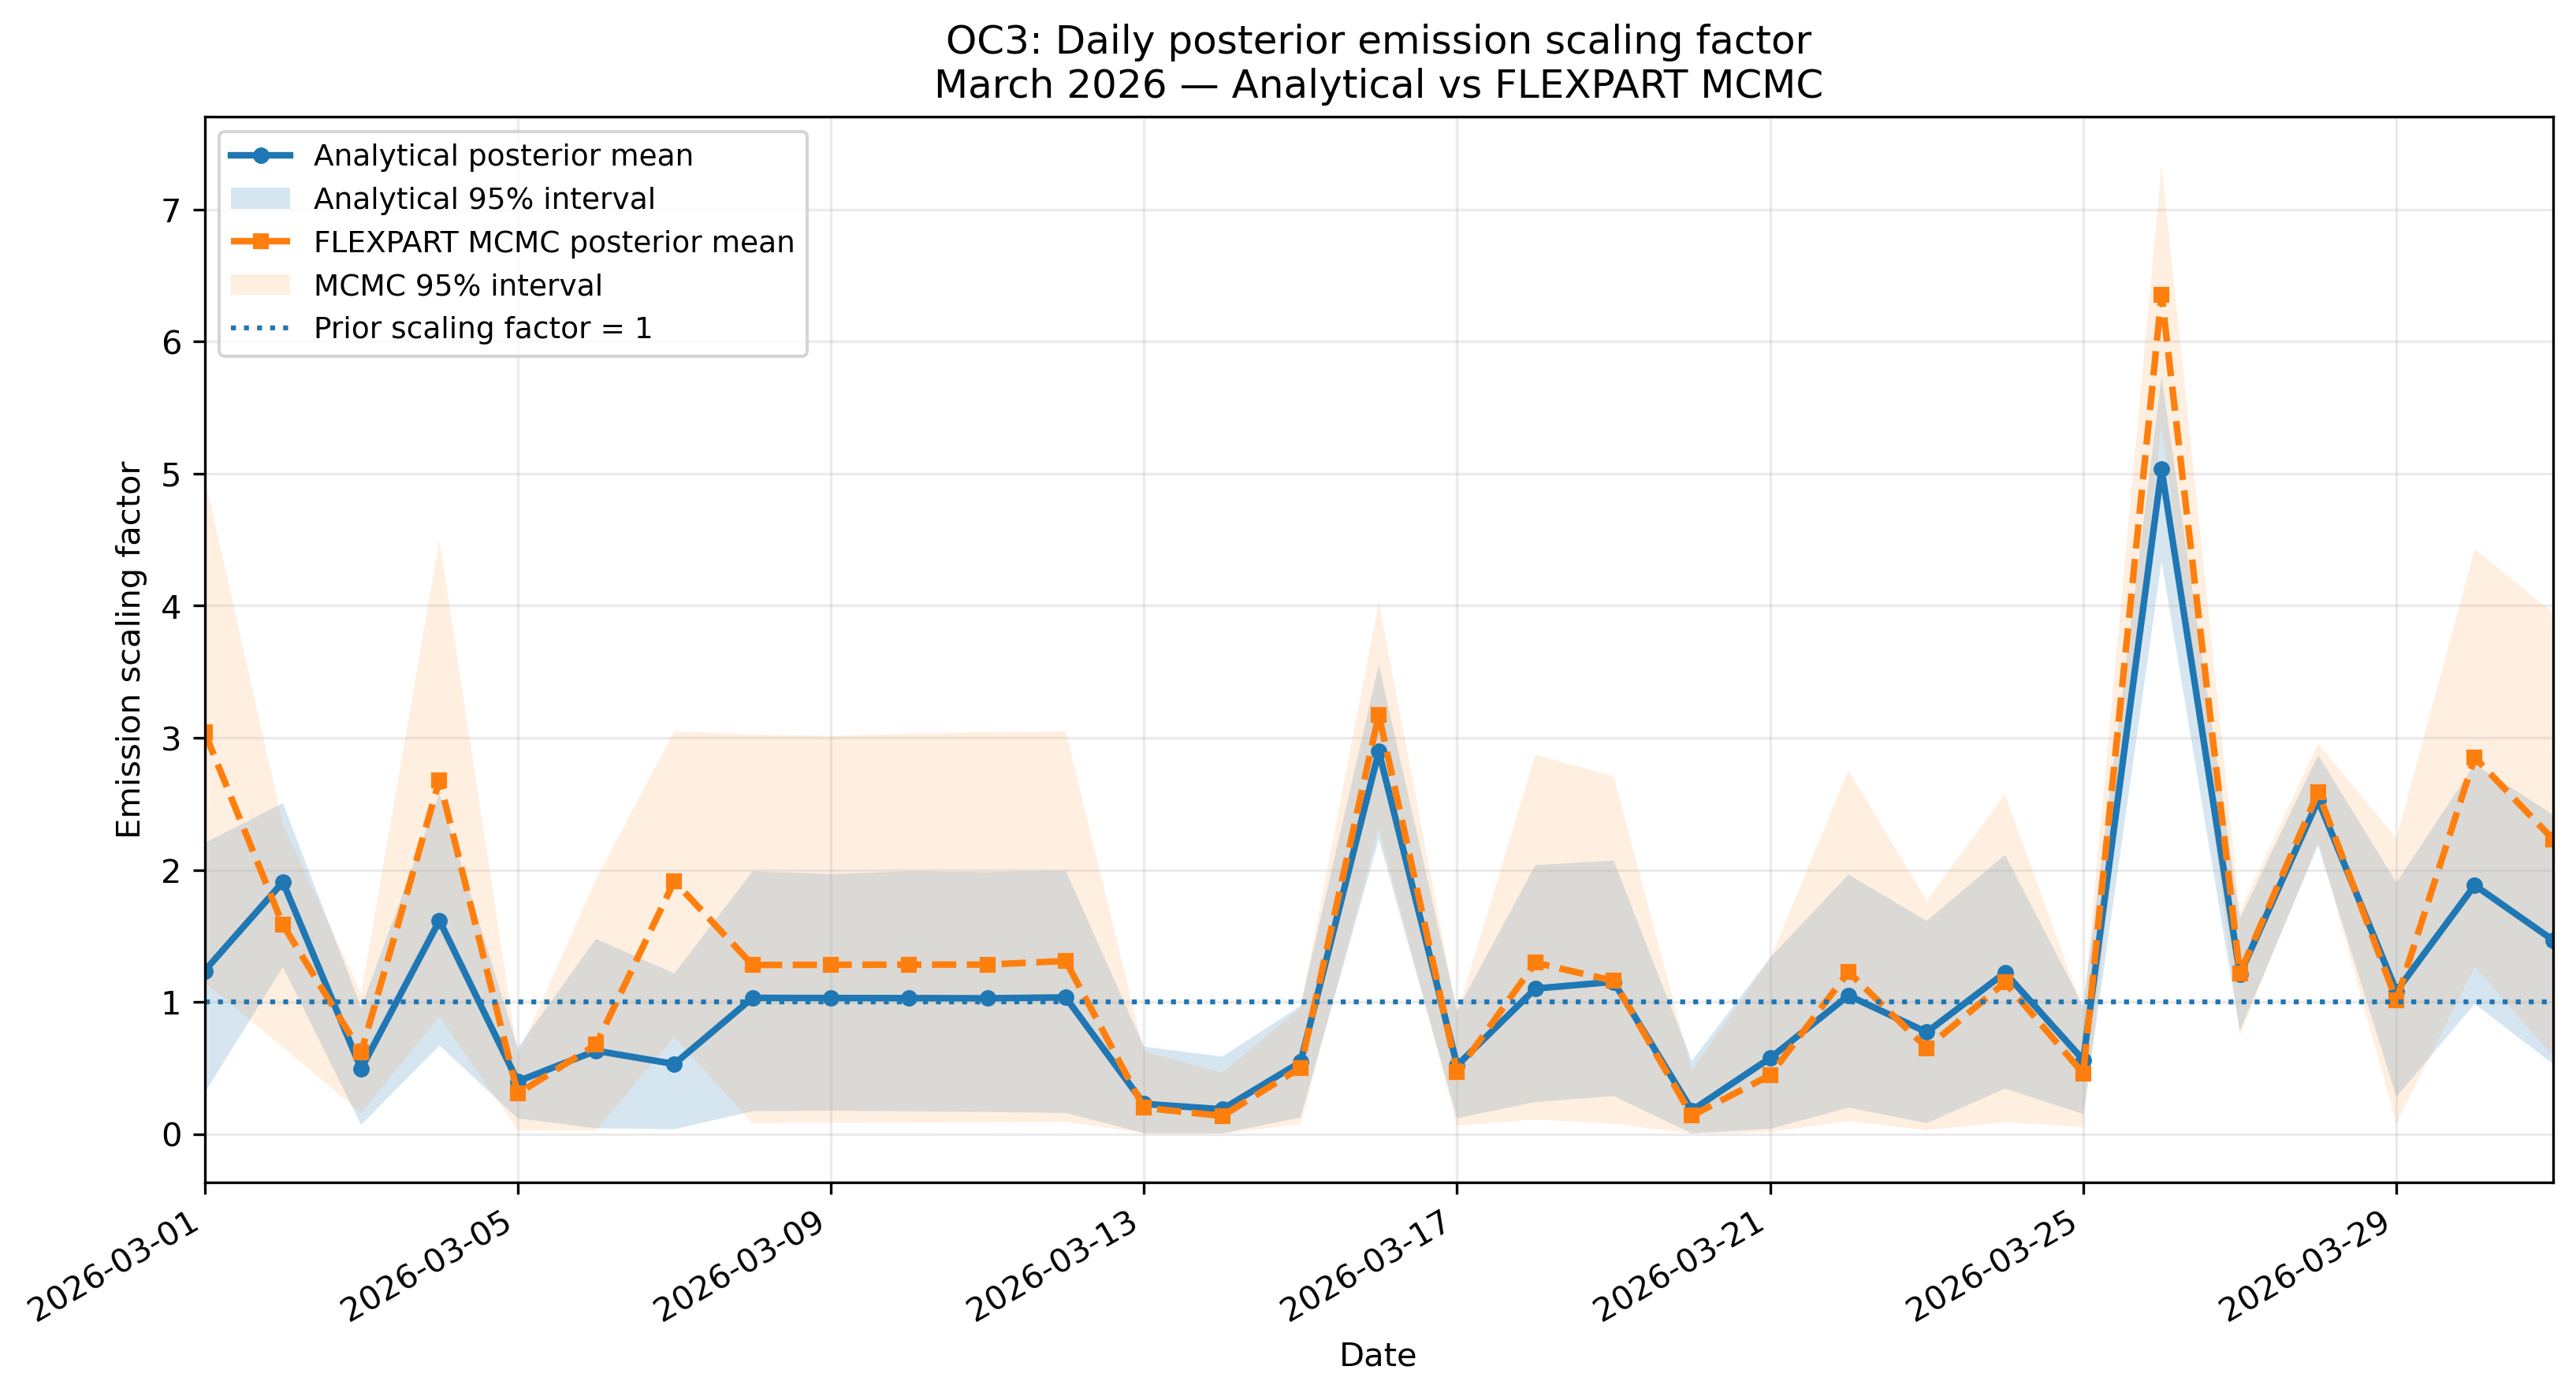 OC3: Daily posterior emission scaling factor
March 2026 — Analytical vs FLEXPART MCMC
Analytical posterior mean
Analytical 95% interval
FLEXPART MCMC posterior mean
MCMC 95% interval
Prior scaling factor = 1
Emission scaling factor
7
6
5
4
3
2
1
0
2026-03-01
2026-03-05
2026-03-09
2026-03-13
2026-03-17
2026-03-21
2026-03-25
2026-03-29
Date